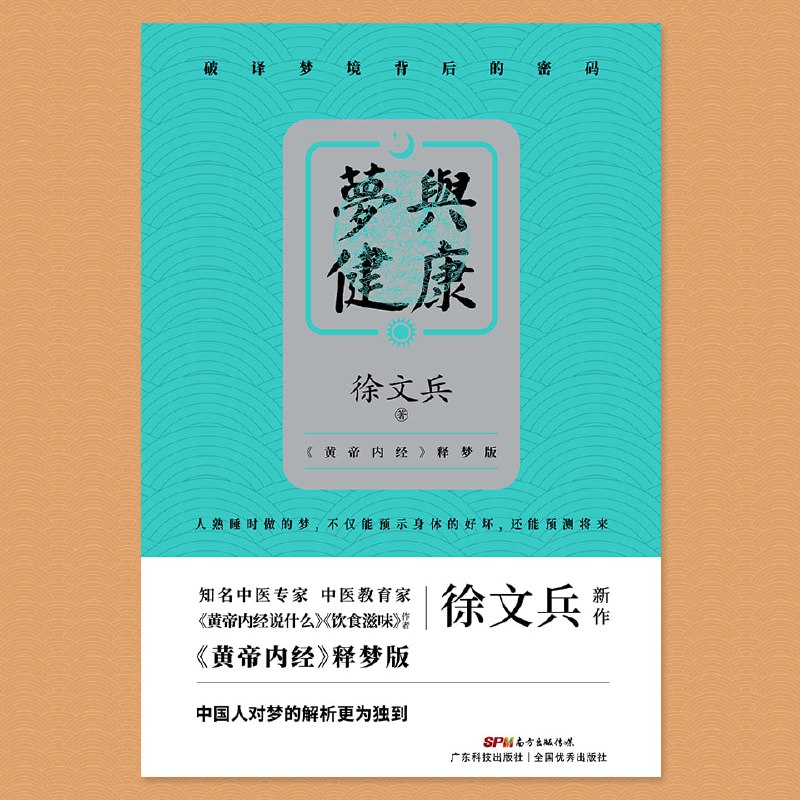 破译梦境背后的密码
夢與
健康
徐文兵
著
《黄帝内经》释梦版
人熟睡时做的梦，不仅能预示身体的好坏，还能预测将来
知名中医专家 中医教育家
《黄帝内经说什么》《饮食滋味》作者
徐文兵 新作
《黄帝内经》释梦版
中国人对梦的解析更为独到
SPM 南方出版传媒
广东科技出版社｜全国优秀出版社